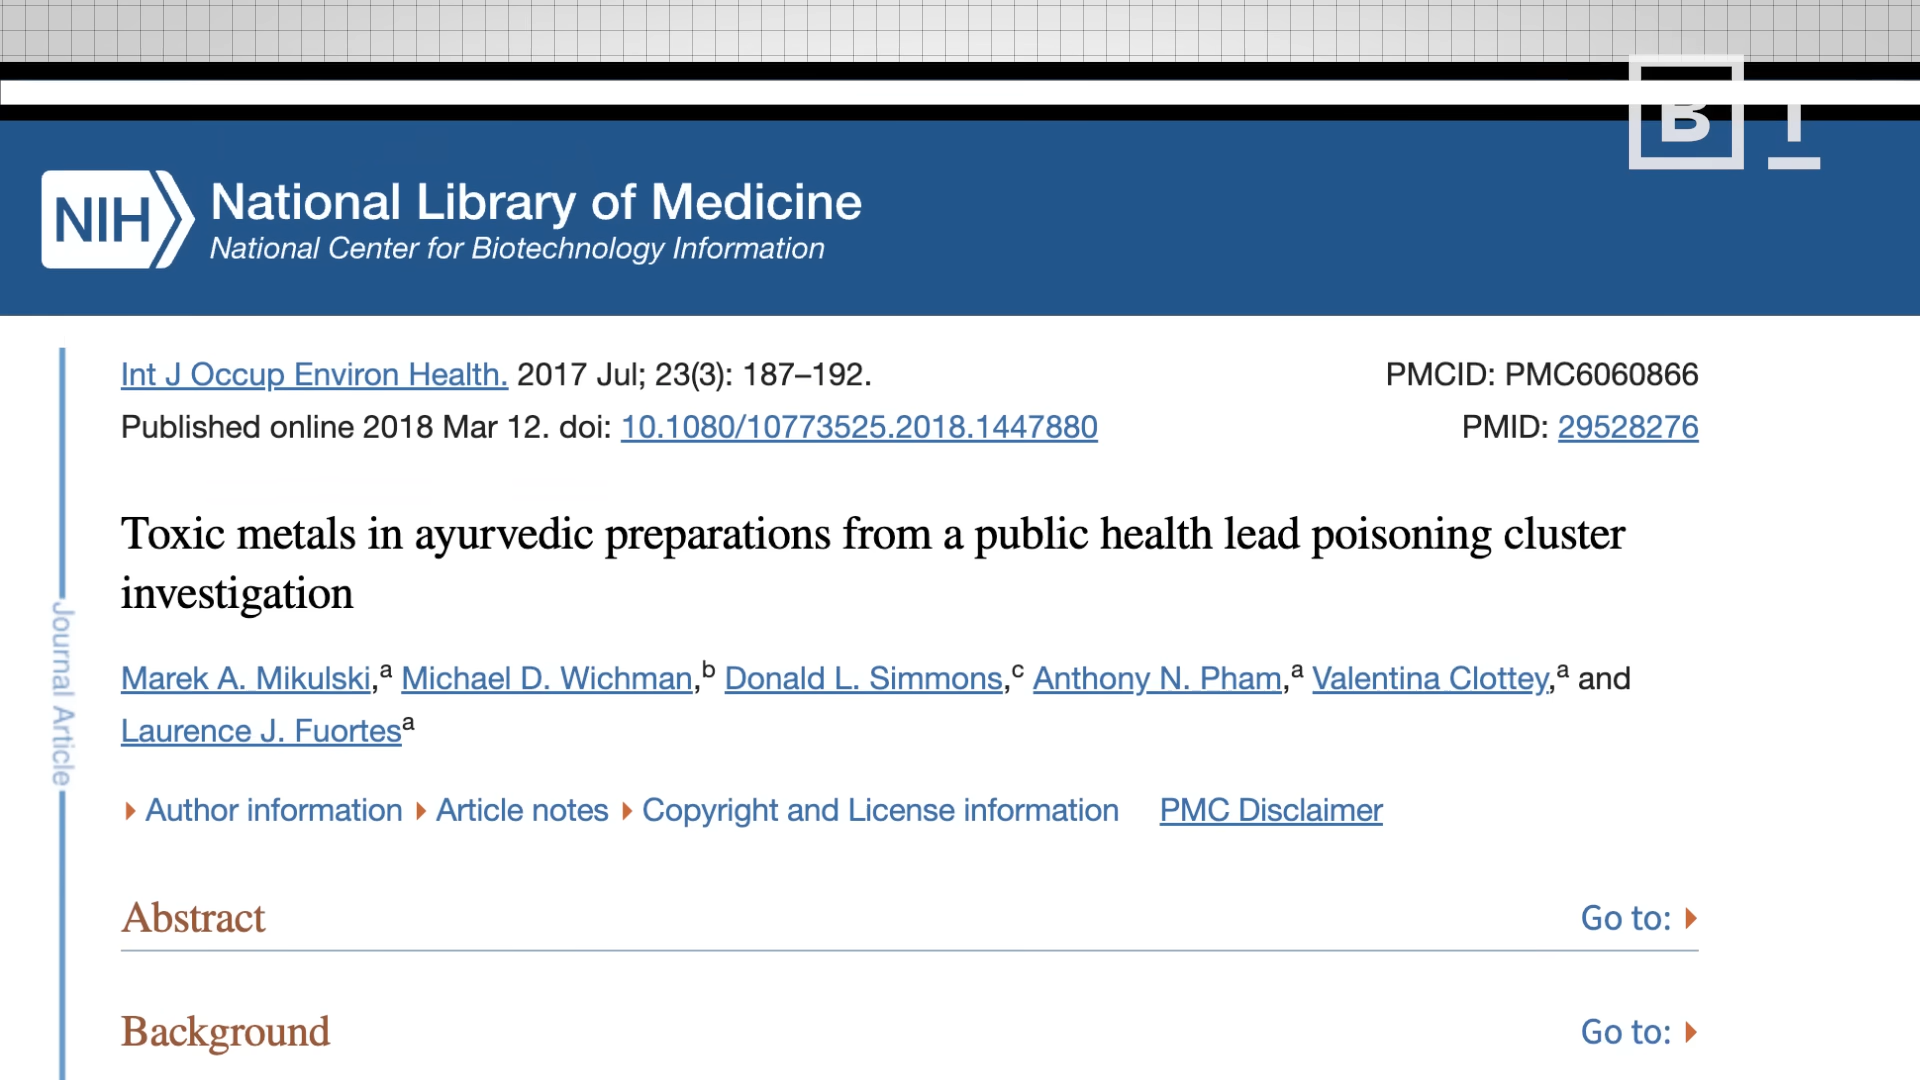 B I
NIH National Library of Medicine
National Center for Biotechnology Information
Int J Occup Environ Health. 2017 Jul; 23(3): 187–192.
PMCID: PMC6060866
Published online 2018 Mar 12. doi: 10.1080/10773525.2018.1447880
PMID: 29528276
Toxic metals in ayurvedic preparations from a public health lead poisoning cluster
investigation
Marek A. Mikulski,a Michael D. Wichman,b Donald L. Simmons,c Anthony N. Pham,a Valentina Clottey,a and
Laurence J. Fuortesa
Author information Article notes Copyright and License information PMC Disclaimer
Journal Article
Abstract
Go to:
Background
Go to: